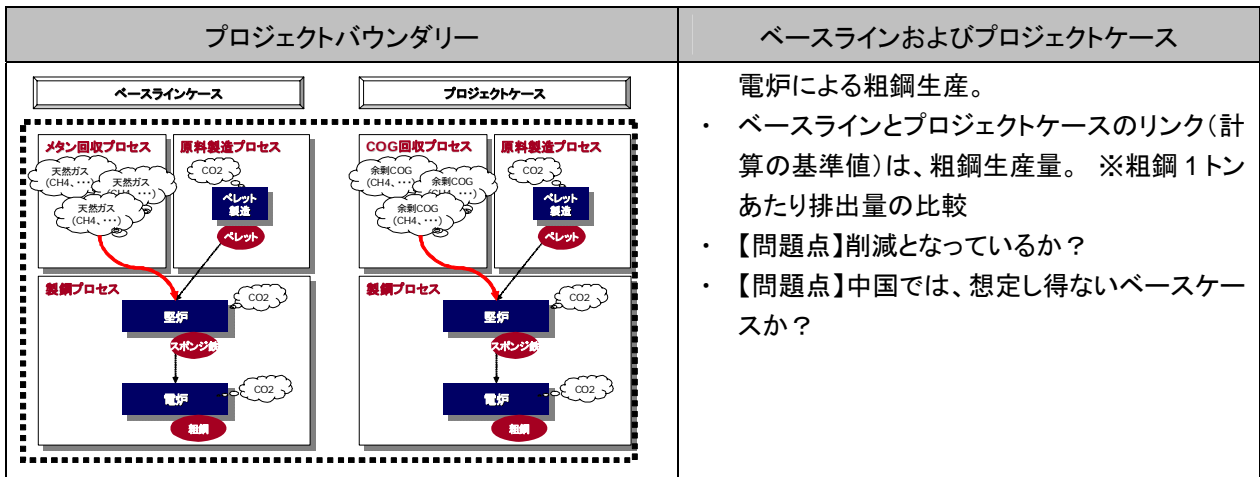 プロジェクトバウンダリー
ベースラインおよびプロジェクトケース
ベースラインケース
プロジェクトケース
メタン回収プロセス
原料製造プロセス
天然ガス
(CH4、･･･)
天然ガス
天然ガス
(CH4、･･･)
CO2
ペレット
製造
ペレット
製鋼プロセス
竪炉
CO2
スポンジ鉄
電炉
CO2
粗鋼
COG回収プロセス
原料製造プロセス
余剰COG
(CH4、･･･)
余剰COG
余剰COG
(CH4、･･･)
CO2
ペレット
製造
ペレット
製鋼プロセス
竪炉
CO2
スポンジ鉄
電炉
CO2
粗鋼
電炉による粗鋼生産。
・ ベースラインとプロジェクトケースのリンク（計
算の基準値）は、粗鋼生産量。 ※粗鋼 1 トン
あたり排出量の比較
・ 【問題点】削減となっているか？
・ 【問題点】中国では、想定し得ないベースケー
スか？